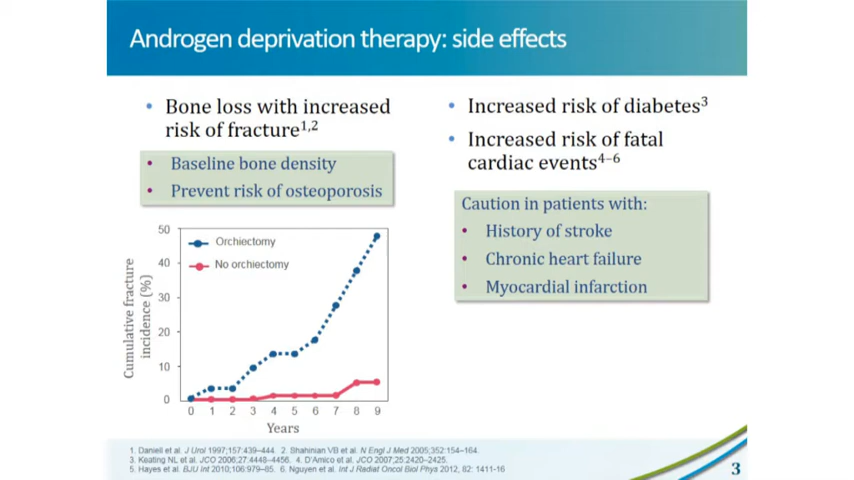 Androgen deprivation therapy: side effects
• Bone loss with increased
risk of fracture1,2
• Baseline bone density
• Prevent risk of osteoporosis
50
40
30
20
10
0
Cumulative fracture
incidence (%)
Orchiectomy
No orchiectomy
0 1 2 3 4 5 6 7 8 9
Years
• Increased risk of diabetes3
• Increased risk of fatal
cardiac events4–6
Caution in patients with:
• History of stroke
• Chronic heart failure
• Myocardial infarction
1. Danieli et al. J Urol 1997;157:439–444. 2. Shahinian VB et al. N Engl J Med 2005;352:154–164.
3. Keating NL et al. JCO 2006;27:4448–4456. 4. D'Amico et al. JCO 2007;25:2420–2425.
5. Hayes et al. BJU Int 2010;106:979–85. 6. Nguyen et al. Int J Radiat Oncol Biol Phys 2012, 82: 1411-16
3